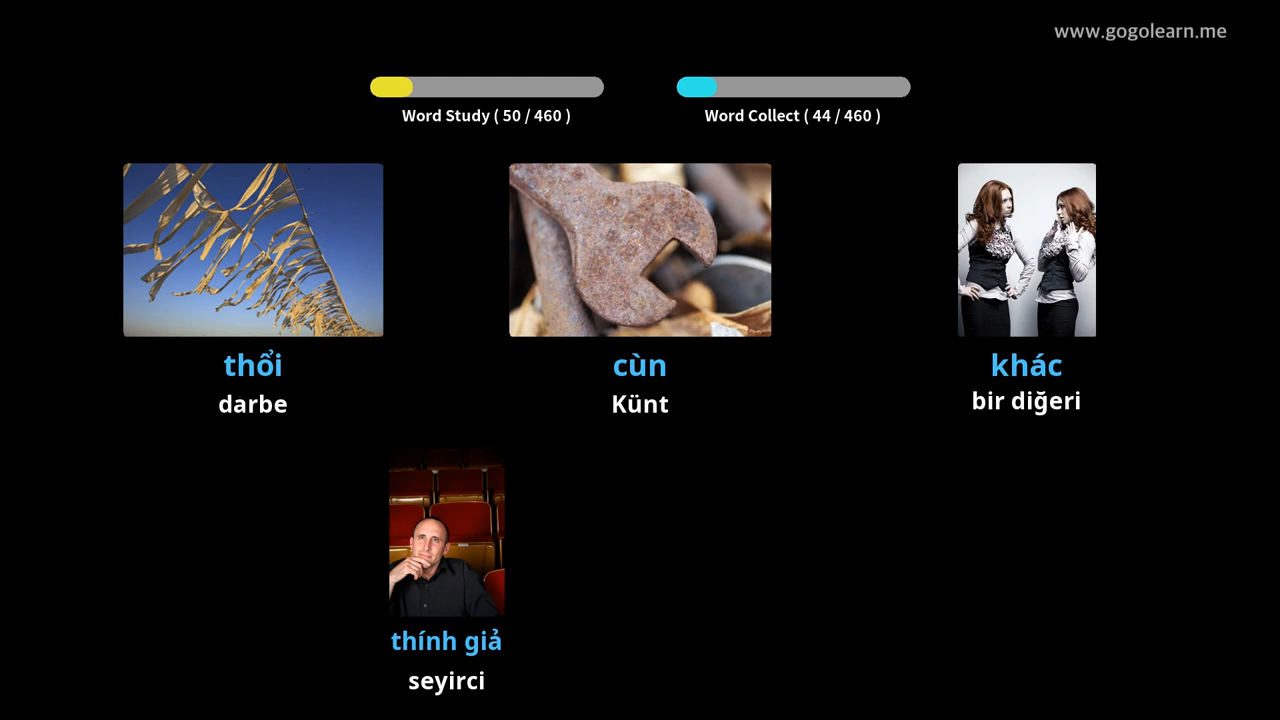 www.gogolearn.me
Word Study ( 50 / 460 )
Word Collect ( 44 / 460 )
thổi
darbe
cùn
Künt
khác
bir diğeri
thính giả
seyirci